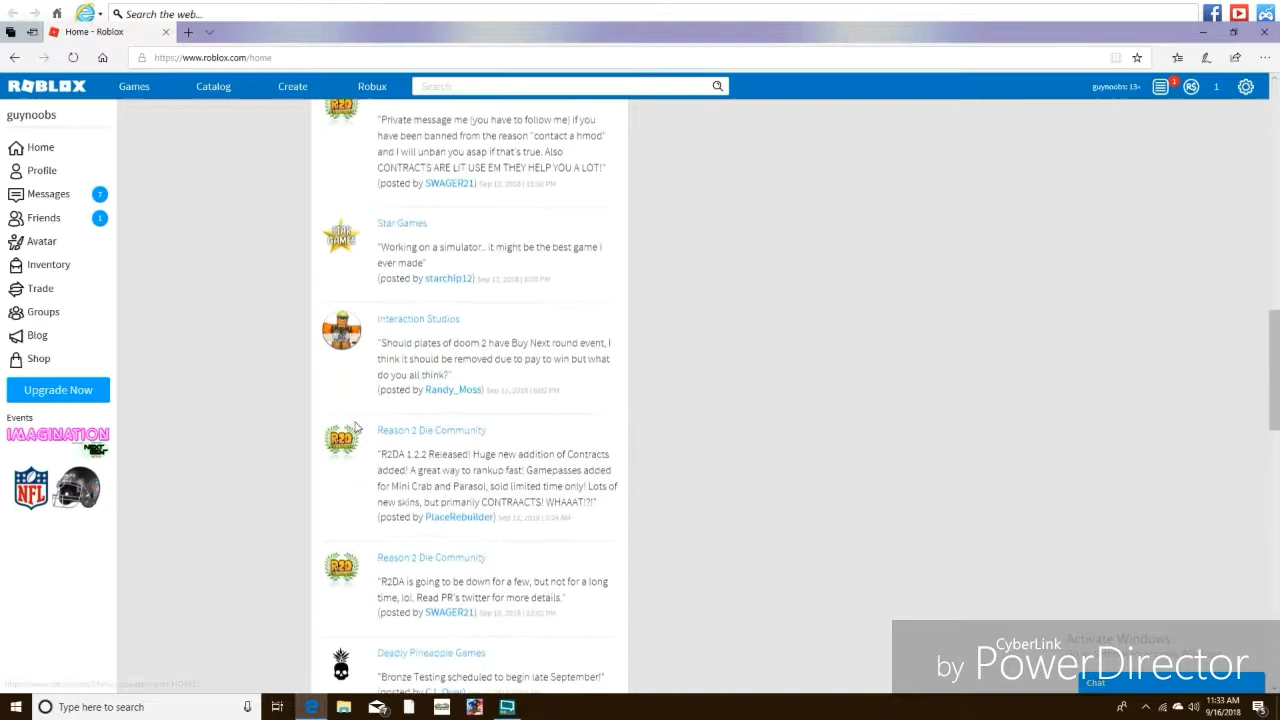 Search the web...
Home - Roblox
https://www.roblox.com/home
ROBLOX
Games
Catalog
Create
Robux
Search
guynoobs: 13+
1
R$
1
guynoobs
Home
Profile
Messages
7
Friends
1
Avatar
Inventory
Trade
Groups
Blog
Shop
Upgrade Now
Events
IMAGINATION
NFL
R2D
"Private message me (you have to follow me) if you
have been banned from the reason "contact a hmod"
and I will unban you asap if that's true. Also
CONTRACTS ARE LIT USE EM THEY HELP YOU A LOT!"
(posted by SWAGER21)
STAR GAMES
Star Games
"Working on a simulator.. it might be the best game I
ever made"
(posted by starchip12)
Interaction Studios
"Should plates of doom 2 have Buy Next round event, I
think it should be removed due to pay to win but what
do you all think?"
(posted by Randy_Moss)
R2D
Reason 2 Die Community
"R2DA 1.2.2 Released! Huge new addition of Contracts
added! A great way to rankup fast! Gamepasses added
for Mini Crab and Parasol, sold limited time only! Lots of
new skins, but primarily CONTRAACTS! WHAAAT!?!"
(posted by PlaceRebuilder)
R2D
Reason 2 Die Community
"R2DA is going to be down for a few, but not for a long
time, lol. Read PR's twitter for more details."
(posted by SWAGER21)
Deadly Pineapple Games
"Bronze Testing scheduled to begin late September!"
Activate Windows
CyberLink
by PowerDirector
Chat
Type here to search
11:33 AM
9/16/2018